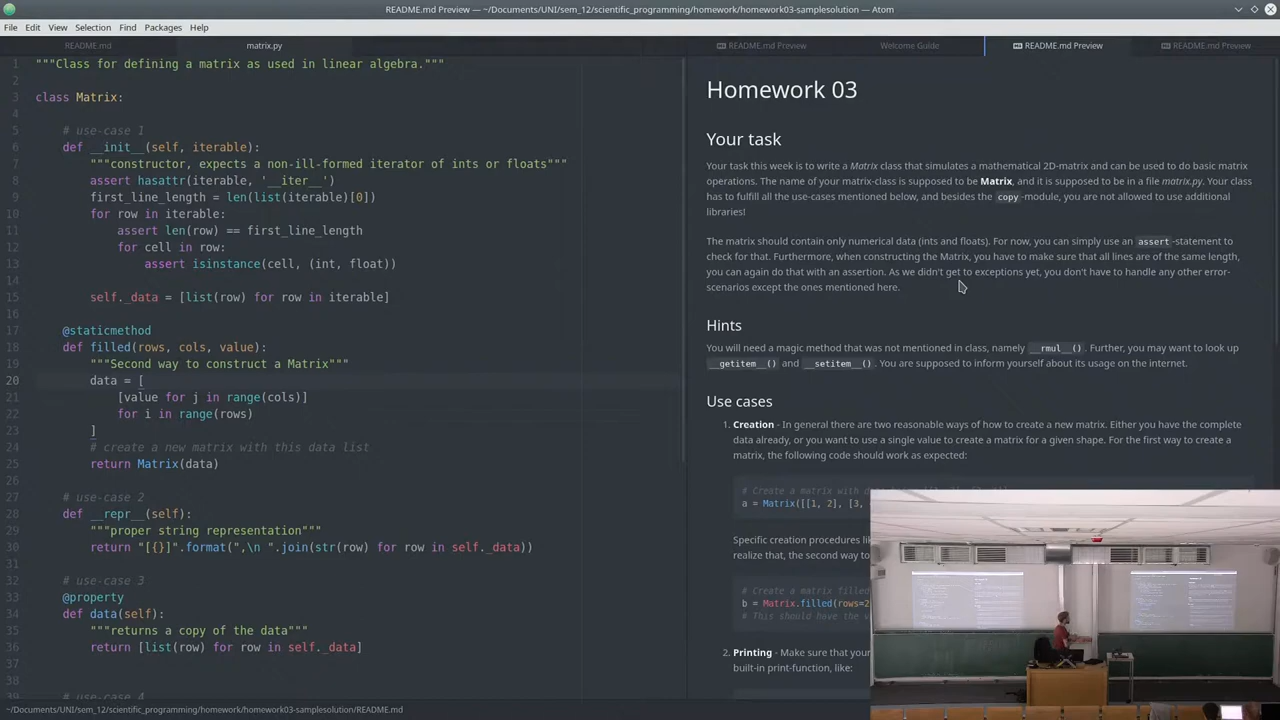 README.md Preview — ~/Documents/UNI/sem_12/scientific_programming/homework/homework03-samplesolution — Atom
File Edit View Selection Find Packages Help
README.md
matrix.py
README.md Preview
Welcome Guide
README.md Preview
README.md Preview
1 """Class for defining a matrix as used in linear algebra."""
2
3 class Matrix:
4
5 # use-case 1
6 def __init__(self, iterable):
7 """constructor, expects a non-ill-formed iterator of ints or floats"""
8 assert hasattr(iterable, '__iter__')
9 first_line_length = len(list(iterable)[0])
10 for row in iterable:
11 assert len(row) == first_line_length
12 for cell in row:
13 assert isinstance(cell, (int, float))
14
15 self._data = [list(row) for row in iterable]
16
17 @staticmethod
18 def filled(rows, cols, value):
19 """Second way to construct a Matrix"""
20 data = [
21 [value for j in range(cols)]
22 for i in range(rows)
23 ]
24 # create a new matrix with this data list
25 return Matrix(data)
26
27 # use-case 2
28 def __repr__(self):
29 """proper string representation"""
30 return "[{}]".format(",\n ".join(str(row) for row in self._data))
31
32 # use-case 3
33 @property
34 def data(self):
35 """returns a copy of the data"""
36 return [list(row) for row in self._data]
37
38
39 # use-case 4
Homework 03
Your task
Your task this week is to write a Matrix class that simulates a mathematical 2D-matrix and can be used to do basic matrix
operations. The name of your matrix-class is supposed to be Matrix, and it is supposed to be in a file matrix.py. Your class
has to fulfill all the use-cases mentioned below, and besides the copy-module, you are not allowed to use additional
libraries!
The matrix should contain only numerical data (ints and floats). For now, you can simply use an assert-statement to
check for that. Furthermore, when constructing the Matrix, you have to make sure that all lines are of the same length,
you can again do that with an assertion. As we didn't get to exceptions yet, you don't have to handle any other error-
scenarios except the ones mentioned here.
Hints
You will need a magic method that was not mentioned in class, namely __rmul__(). Further, you may want to look up
__getitem__() and __setitem__(). You are supposed to inform yourself about its usage on the internet.
Use cases
1. Creation - In general there are two reasonable ways of how to create a new matrix. Either you have the complete
data already, or you want to use a single value to create a matrix for a given shape. For the first way to create a
matrix, the following code should work as expected:
# Create a matrix with
a = Matrix([[1, 2], [3,
Specific creation procedures
realize that, the second way to
# Create a matrix filled
b = Matrix.filled(rows=2
# This should have the
2. Printing - Make sure that your
built-in print-function, like:
~/Documents/UNI/sem_12/scientific_programming/homework/homework03-samplesolution/README.md